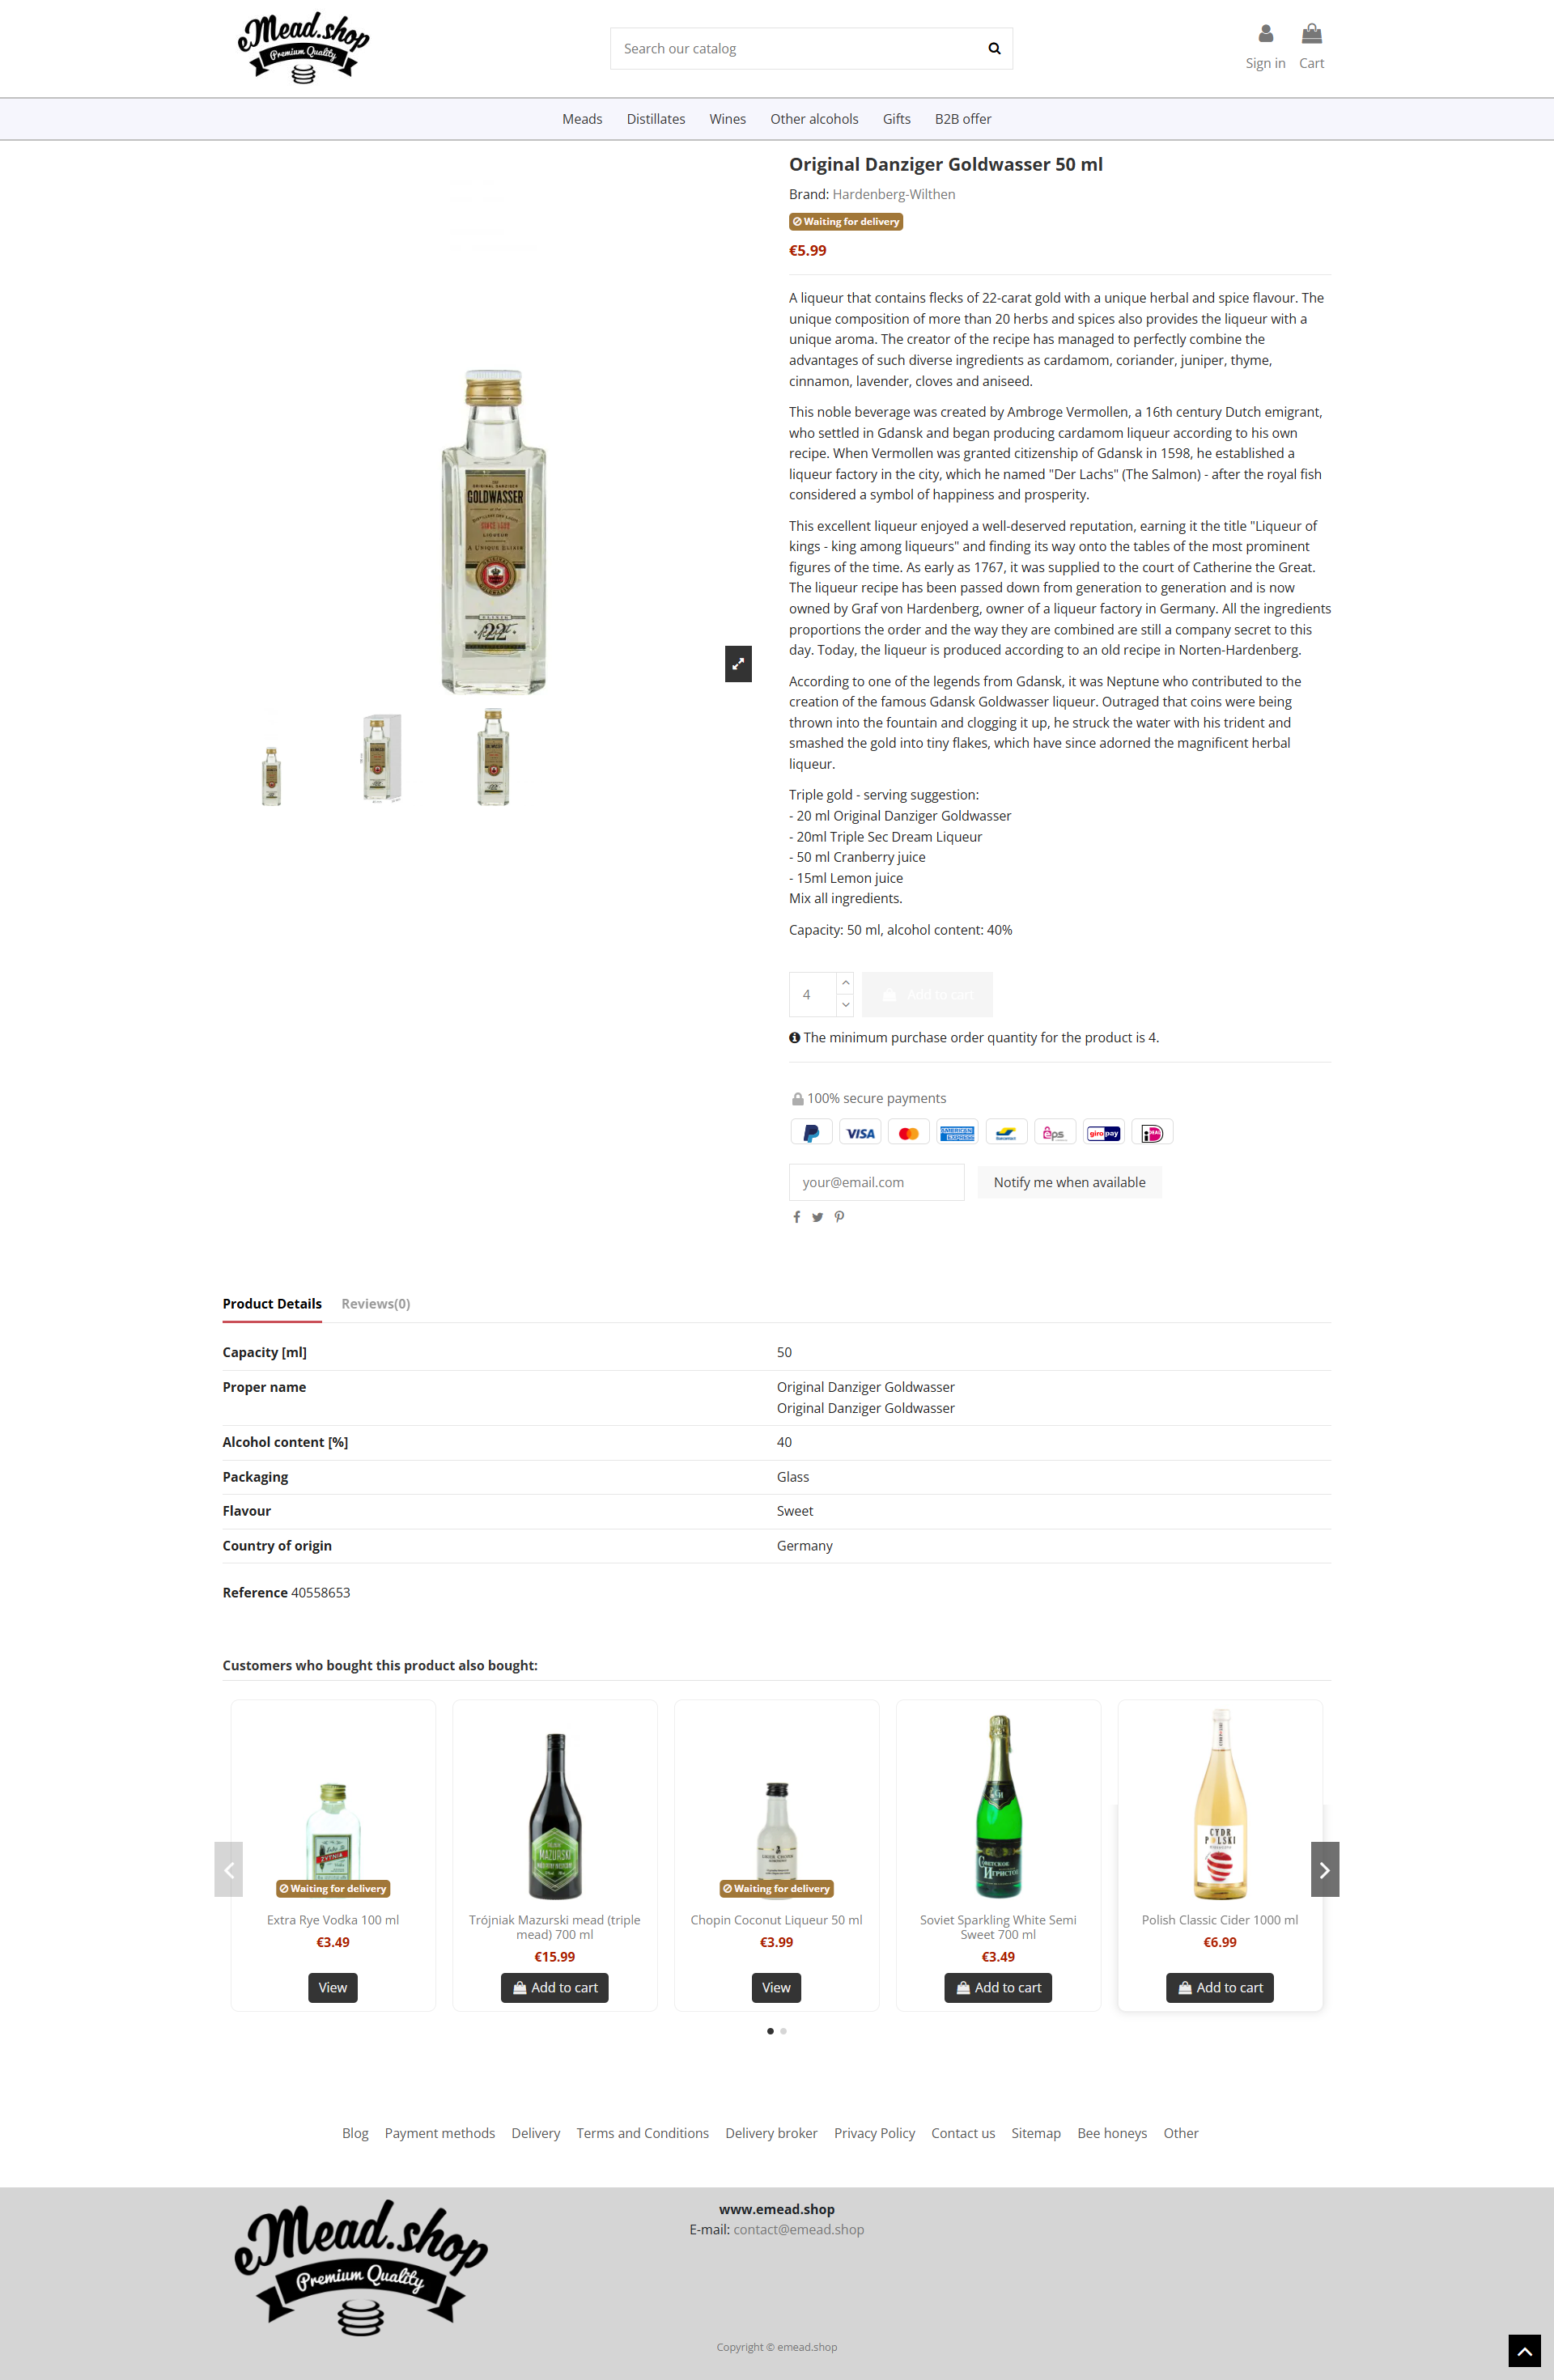 eMead.shop
Premium Quality
Search our catalog
Sign in
Cart
Meads
Distillates
Wines
Other alcohols
Gifts
B2B offer
Original Danziger Goldwasser 50 ml
Brand: Hardenberg-Wilthen
Waiting for delivery
€5.99
A liqueur that contains flecks of 22-carat gold with a unique herbal and spice flavour. The
unique composition of more than 20 herbs and spices also provides the liqueur with a
unique aroma. The creator of the recipe has managed to perfectly combine the
advantages of such diverse ingredients as cardamom, coriander, juniper, thyme,
cinnamon, lavender, cloves and aniseed.
This noble beverage was created by Ambroge Vermollen, a 16th century Dutch emigrant,
who settled in Gdansk and began producing cardamom liqueur according to his own
recipe. When Vermollen was granted citizenship of Gdansk in 1598, he established a
liqueur factory in the city, which he named "Der Lachs" (The Salmon) - after the royal fish
considered a symbol of happiness and prosperity.
This excellent liqueur enjoyed a well-deserved reputation, earning it the title "Liqueur of
kings - king among liqueurs" and finding its way onto the tables of the most prominent
figures of the time. As early as 1767, it was supplied to the court of Catherine the Great.
The liqueur recipe has been passed down from generation to generation and is now
owned by Graf von Hardenberg, owner of a liqueur factory in Germany. All the ingredients
proportions the order and the way they are combined are still a company secret to this
day. Today, the liqueur is produced according to an old recipe in Norten-Hardenberg.
According to one of the legends from Gdansk, it was Neptune who contributed to the
creation of the famous Gdansk Goldwasser liqueur. Outraged that coins were being
thrown into the fountain and clogging it up, he struck the water with his trident and
smashed the gold into tiny flakes, which have since adorned the magnificent herbal
liqueur.
Triple gold - serving suggestion:
- 20 ml Original Danziger Goldwasser
- 20ml Triple Sec Dream Liqueur
- 50 ml Cranberry juice
- 15ml Lemon juice
Mix all ingredients.
Capacity: 50 ml, alcohol content: 40%
GOLDWASSER
LIQUEUR
A UNIQUE ELIXIR
22
4
Add to cart
The minimum purchase order quantity for the product is 4.
100% secure payments
VISA
AMERICAN EXPRESS
eps
giropay
your@email.com
Notify me when available
Product Details
Reviews(0)
Capacity [ml] 50
Proper name Original Danziger Goldwasser
Original Danziger Goldwasser
Alcohol content [%] 40
Packaging Glass
Flavour Sweet
Country of origin Germany
Reference 40558653
Customers who bought this product also bought:
ŻYTNIA
Waiting for delivery
Extra Rye Vodka 100 ml
€3.49
View
MAZURSKI
Trójniak Mazurski mead (triple
mead) 700 ml
€15.99
Add to cart
Waiting for delivery
Chopin Coconut Liqueur 50 ml
€3.99
View
Советское
Игристое
Soviet Sparkling White Semi
Sweet 700 ml
€3.49
Add to cart
CYDR
POLSKI
Polish Classic Cider 1000 ml
€6.99
Add to cart
Blog
Payment methods
Delivery
Terms and Conditions
Delivery broker
Privacy Policy
Contact us
Sitemap
Bee honeys
Other
eMead.shop
Premium Quality
www.emead.shop
E-mail: contact@emead.shop
Copyright © emead.shop